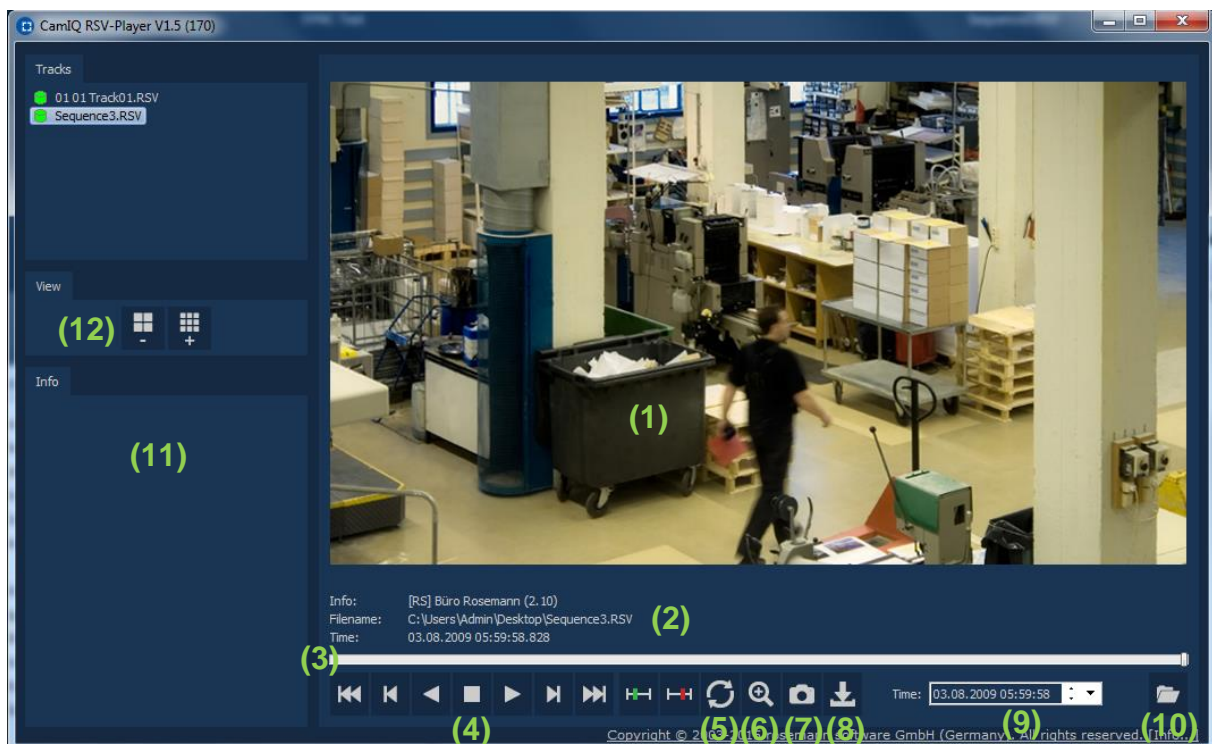 CamIQ RSV-Player V1.5 (170)
Tracks
01 01 Track01.RSV
Sequence3.RSV
View
(12)
- +
Info
(11)
(1)
Info: [RS] Büro Rosemann (2.10)
Filename: C:\Users\Admin\Desktop\Sequence3.RSV
(2)
Time: 03.08.2009 05:59:58.828
(3)
Time: 03.08.2009 05:59:58
(4) (5) (6) (7) (8) (9) (10)
Copyright © rosemann software GmbH (Germany). All rights reserved. [Info...]